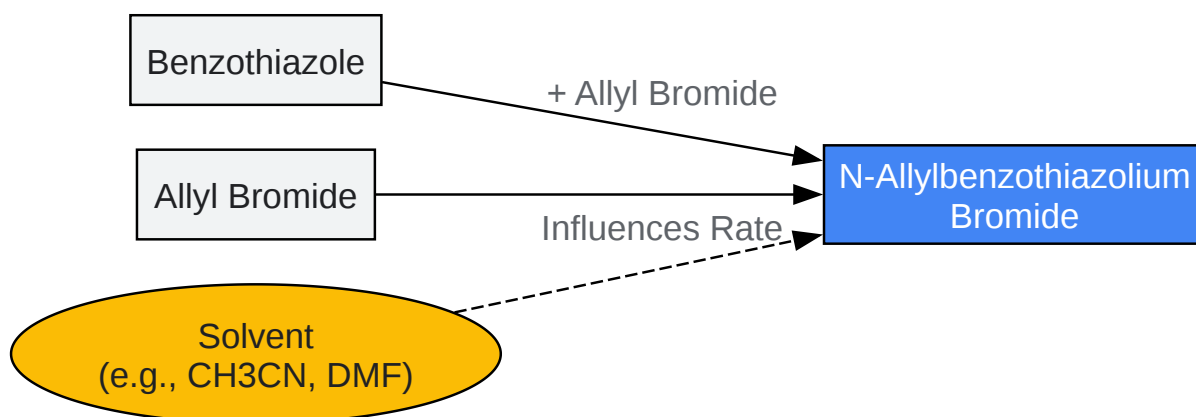 Benzothiazole
+ Allyl Bromide
Allyl Bromide
N-Allylbenzothiazolium
Bromide
Influences Rate
Solvent
(e.g., CH3CN, DMF)